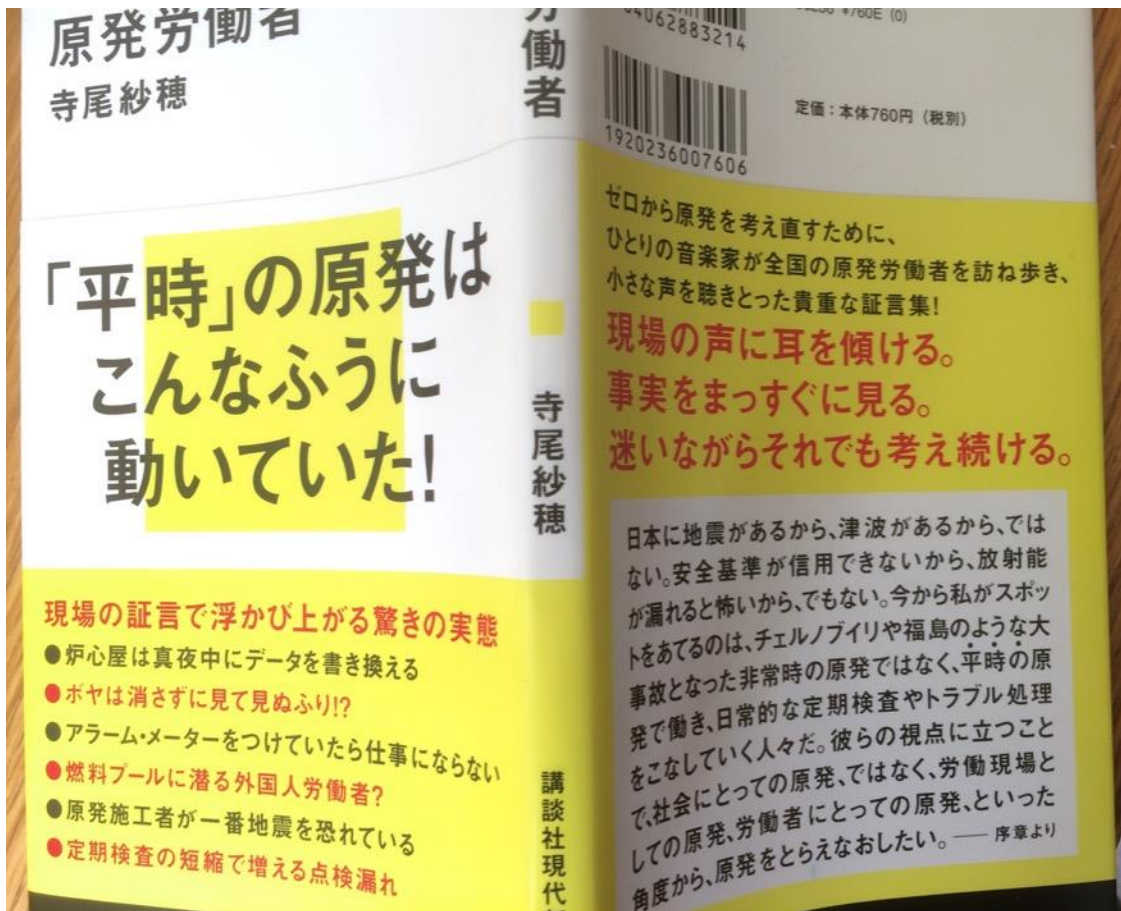 原発労働者
寺尾紗穂
「平時」の原発は
こんなふうに
動いていた!
現場の証言で浮かび上がる驚きの実態
●炉心屋は真夜中にデータを書き換える
●ボヤは消さずに見て見ぬふり!?
●アラーム・メーターをつけていたら仕事にならない
●燃料プールに潜る外国人労働者?
●原発施工者が一番地震を恐れている
●定期検査の短縮で増える点検漏れ
労働者
寺尾紗穂
講談社現代
4062883214
¥760E (0)
定価:本体760円(税別)
1920236007606
ゼロから原発を考え直すために、
ひとりの音楽家が全国の原発労働者を訪ね歩き、
小さな声を聴きとった貴重な証言集!
現場の声に耳を傾ける。
事実をまっすぐに見る。
迷いながらそれでも考え続ける。
日本に地震があるから、津波があるから、では
ない。安全基準が信用できないから、放射能
が漏れると怖いから、でもない。今から私がスポッ
トをあてるのは、チェルノブイリや福島のような大
事故となった非常時の原発ではなく、平時の原
発で働き、日常的な定期検査やトラブル処理
をこなしていく人々だ。彼らの視点に立つこと
で、社会にとっての原発、ではなく、労働現場と
しての原発、労働者にとっての原発、といった
角度から、原発をとらえなおしたい。―― 序章より